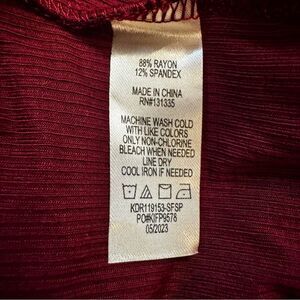 88% RAYON
12% SPANDEX
MADE IN CHINA
RN#131335
MACHINE WASH COLD
WITH LIKE COLORS
ONLY NON-CHLORINE
BLEACH WHEN NEEDED
LINE DRY
COOL IRON IF NEEDED
KDR119153-SFSP
PO#KIFP9578
05/2023